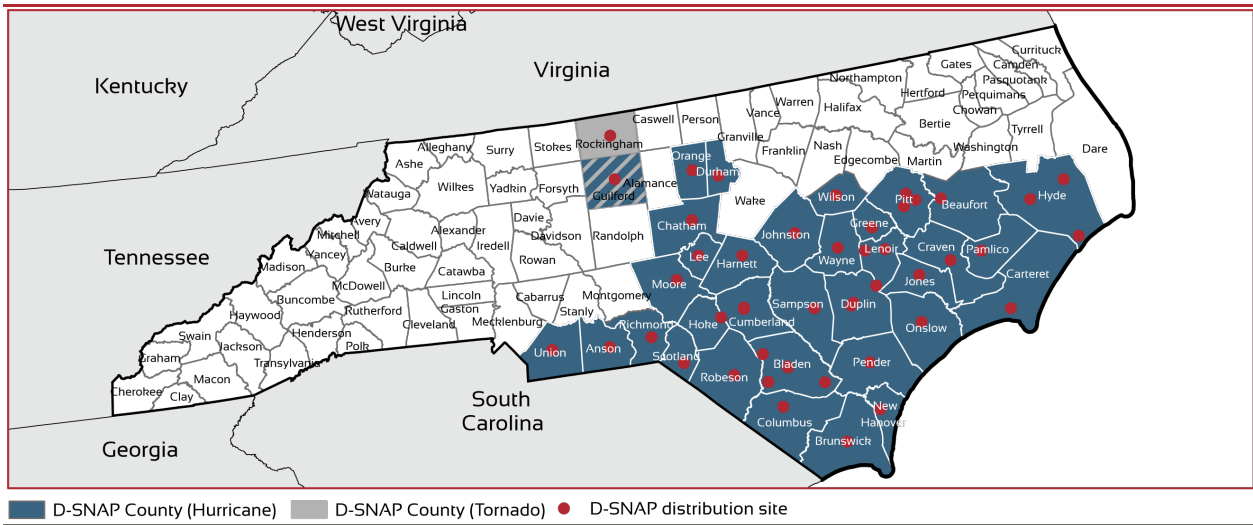 West Virginia
Kentucky
Virginia
Tennessee
Georgia
South
Carolina
Currituck
Gates
Camden
Pasquotank
Northampton
Hertford
Perquimans
Warren
Halifax
Chowan
Vance
Caswell
Person
Bertie
Tyrrell
Granville
Rockingham
Alleghany
Surry
Stokes
Franklin
Nash
Edgecombe
Martin
Washington
Dare
Ashe
Orange
Durham
Guilford
Alamance
Wilkes
Yadkin
Forsyth
Watauga
Wake
Wilson
Pitt
Beaufort
Hyde
Avery
Davie
Mitchell
Alexander
Davidson
Randolph
Chatham
Johnston
Greene
Yancey
Caldwell
Iredell
Rowan
Lee
Harnett
Wayne
Lenoir
Craven
Pamlico
Madison
Burke
Catawba
McDowell
Moore
Jones
Carteret
Buncombe
Lincoln
Cabarrus
Montgomery
Haywood
Rutherford
Gaston
Stanly
Sampson
Duplin
Swain
Henderson
Cleveland
Mecklenburg
Richmond
Hoke
Cumberland
Onslow
Jackson
Polk
Graham
Transylvania
Union
Anson
Scotland
Macon
Robeson
Bladen
Pender
Cherokee
Clay
Columbus
New
Hanover
Brunswick
D-SNAP County (Hurricane)
D-SNAP County (Tornado)
D-SNAP distribution site